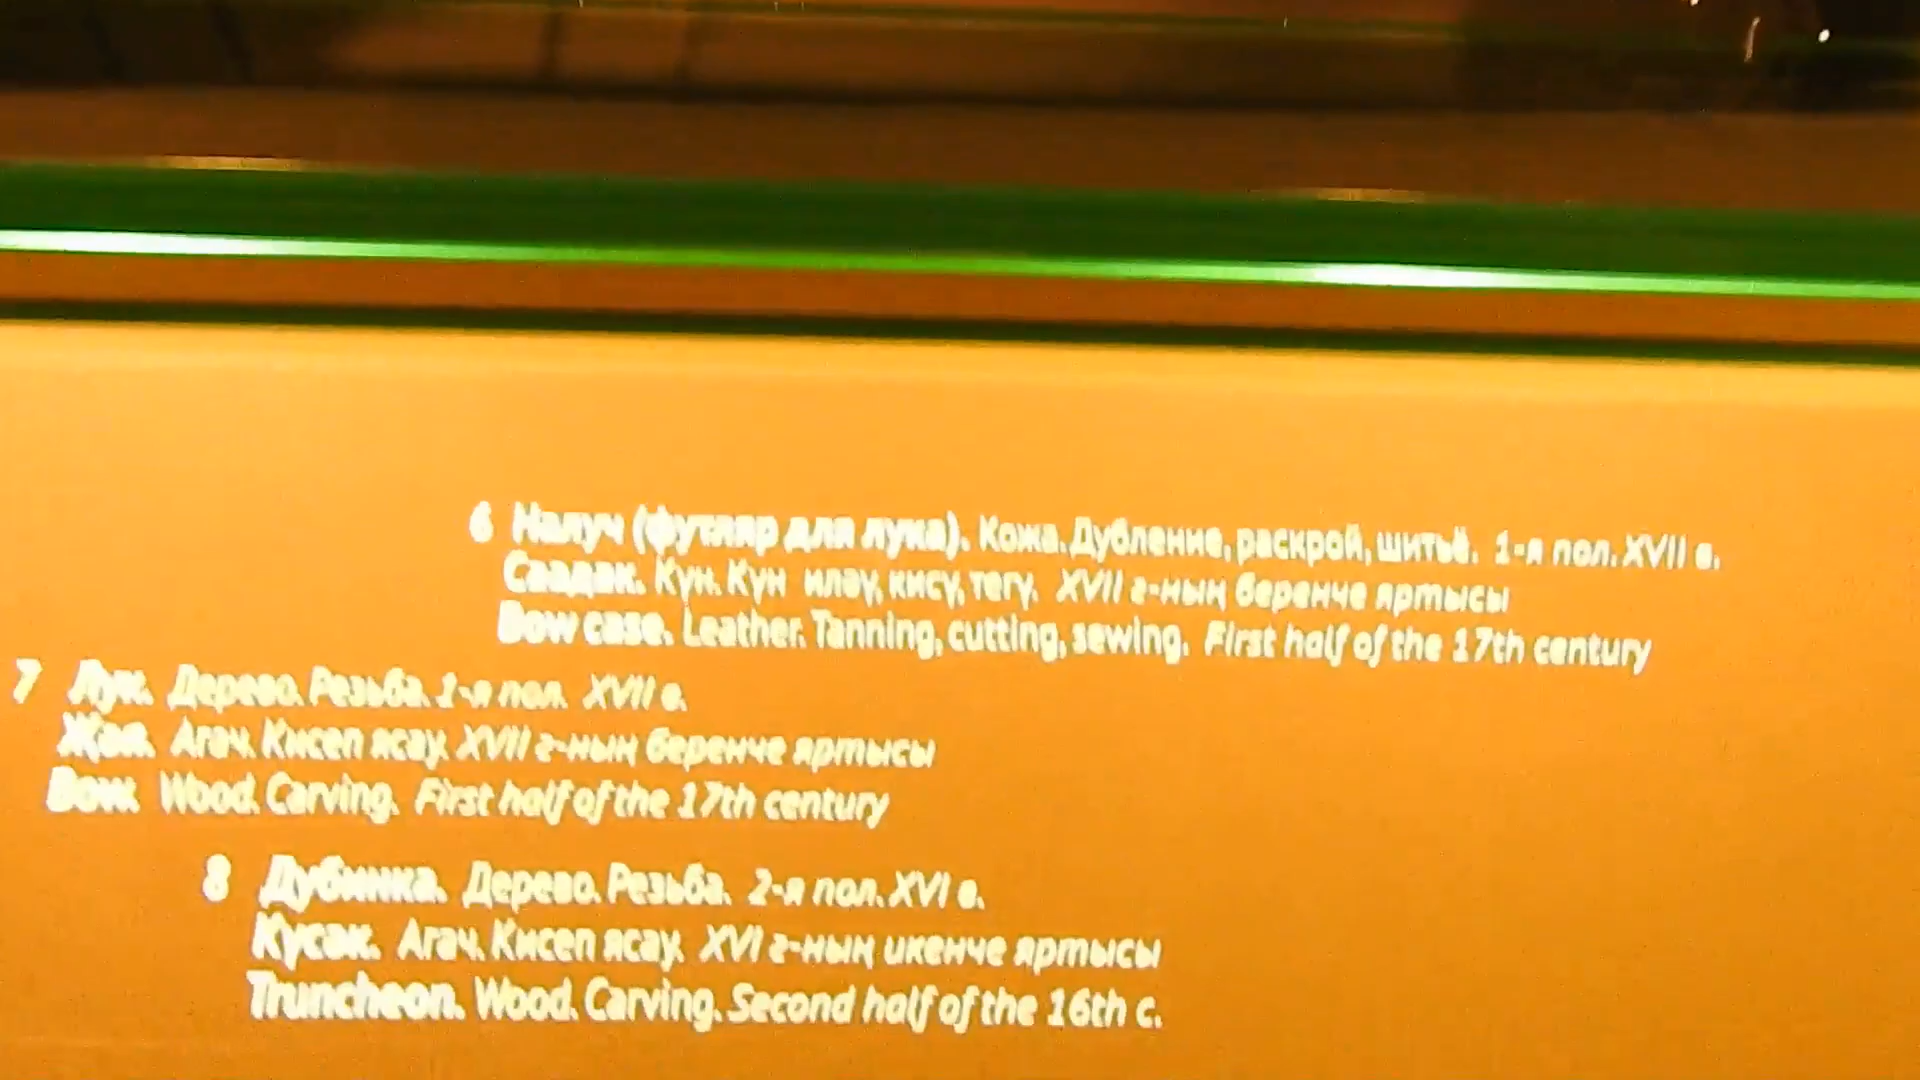 6 Налуч (футляр для лука). Кожа. Дубление, раскрой, шитьё. 1-я пол. XVII в.
Саадак. Күн. Күн иләү, кисү, тегү. XVII г-ның беренче яртысы
Bow case. Leather. Tanning, cutting, sewing. First half of the 17th century
7 Лук. Дерево. Резьба. 1-я пол. XVII в.
Җәя. Агач. Кисеп ясау. XVII г-ның беренче яртысы
Bow. Wood. Carving. First half of the 17th century
8 Дубинка. Дерево. Резьба. 2-я пол. XVI в.
Күсәк. Агач. Кисеп ясау. XVI г-ның икенче яртысы
Truncheon. Wood. Carving. Second half of the 16th c.